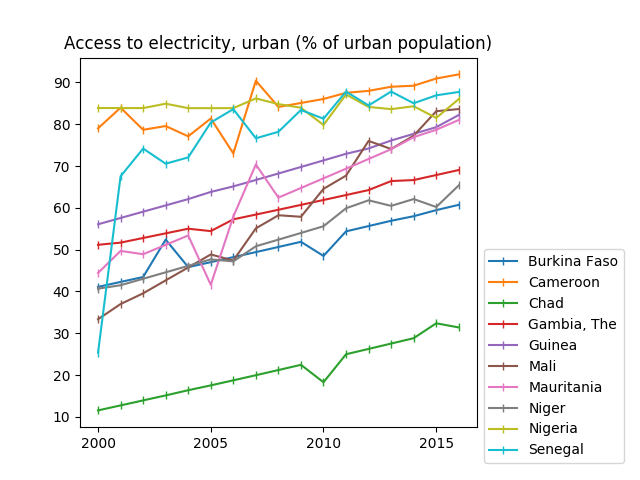 Access to electricity, urban (% of urban population)
90
80
70
60
50
40
30
20
10
2000
2005
2010
2015
Burkina Faso
Cameroon
Chad
Gambia, The
Guinea
Mali
Mauritania
Niger
Nigeria
Senegal